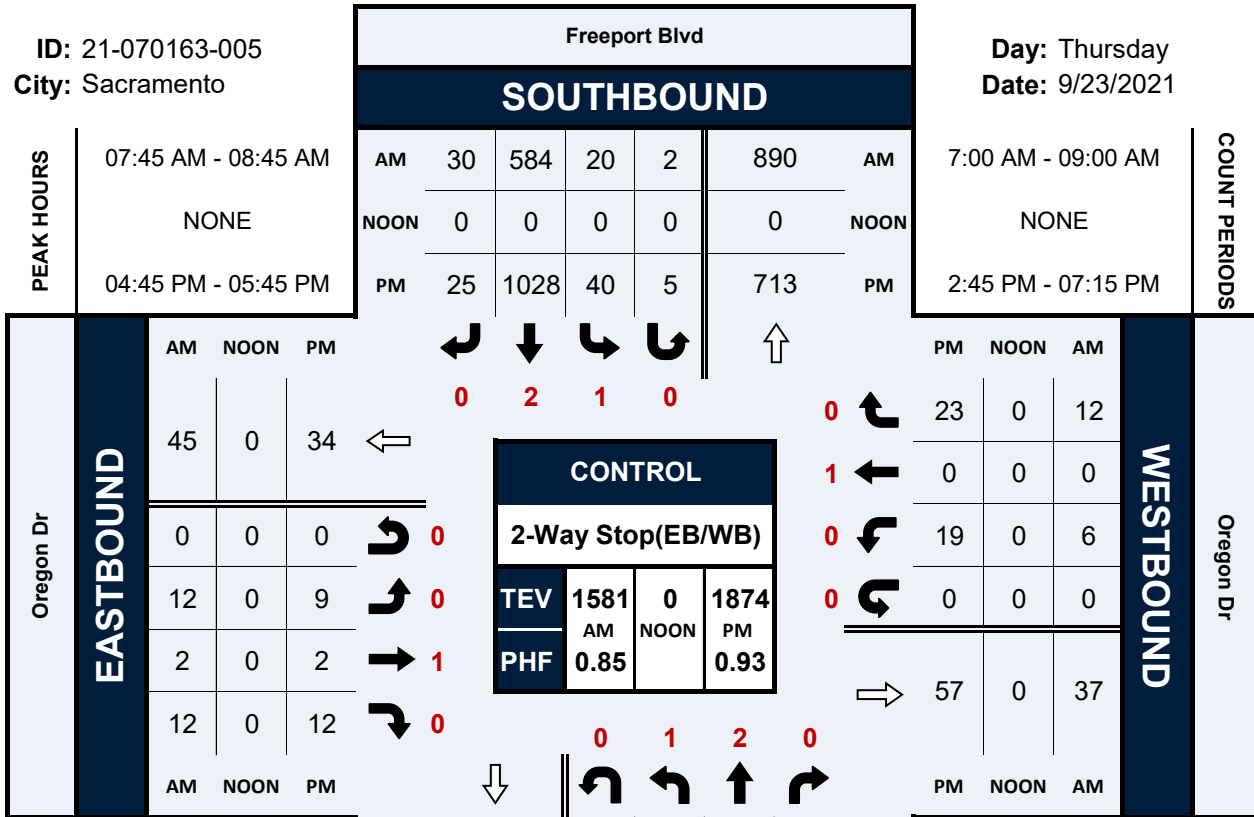 ID: 21-070163-005
City: Sacramento
Freeport Blvd
SOUTHBOUND
Day: Thursday
Date: 9/23/2021
PEAK HOURS
07:45 AM - 08:45 AM
NONE
04:45 PM - 05:45 PM
AM 30 584 20 2 890 AM
NOON 0 0 0 0 0 NOON
PM 25 1028 40 5 713 PM
7:00 AM - 09:00 AM
NONE
2:45 PM - 07:15 PM
COUNT PERIODS
0 2 1 0
Oregon Dr
EASTBOUND
AM NOON PM
45 0 34
0 0 0 0
12 0 9 0
2 0 2 1
12 0 12 0
AM NOON PM
CONTROL
2-Way Stop(EB/WB)
TEV 1581 0 1874
AM NOON PM
PHF 0.85 0.93
PM NOON AM
0 23 0 12
1 0 0 0
0 19 0 6
0 0 0 0
57 0 37
PM NOON AM
WESTBOUND
Oregon Dr
0 1 2 0